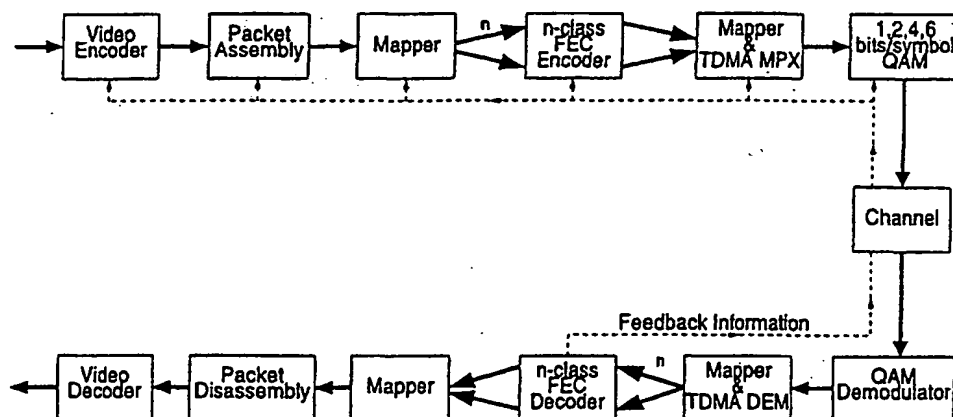 Video
Encoder
Packet
Assembly
Mapper
n
n-class
FEC
Encoder
Mapper
&
TDMA MPX
1,2,4,6
bits/symbol
QAM
Channel
Feedback Information
Video
Decoder
Packet
Disassembly
Mapper
n-class
FEC
Decoder
n
Mapper
&
TDMA DEM
QAM
Demodulator